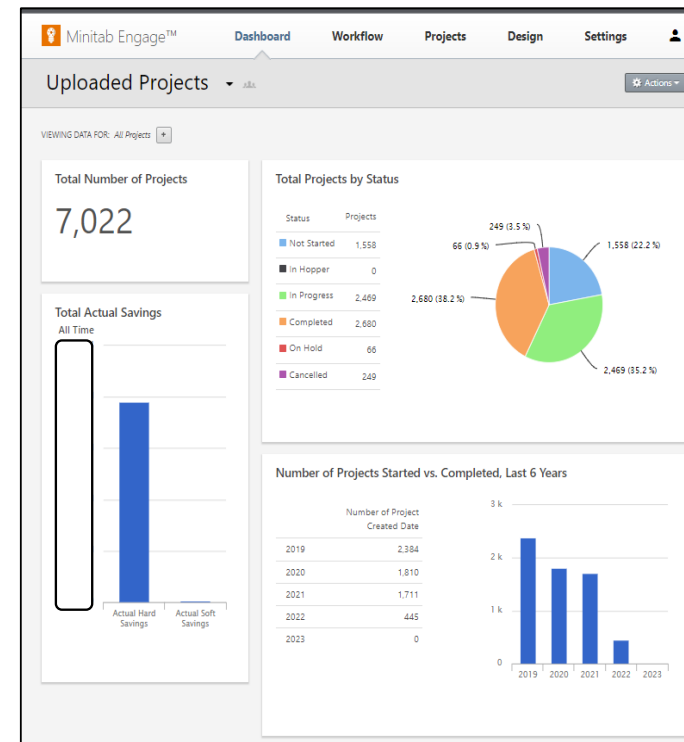 Minitab Engage™
Dashboard Workflow Projects Design Settings
Uploaded Projects
Actions
VIEWING DATA FOR: All Projects +
Total Number of Projects
7,022
Total Projects by Status
Status Projects
Not Started 1,558
In Hopper 0
In Progress 2,469
Completed 2,680
On Hold 66
Cancelled 249
249 (3.5 %)
66 (0.9 %)
1,558 (22.2 %)
2,680 (38.2 %)
2,469 (35.2 %)
Total Actual Savings
All Time
Actual Hard Savings
Actual Soft Savings
Number of Projects Started vs. Completed, Last 6 Years
Number of Project
Created Date
2019 2,384
2020 1,810
2021 1,711
2022 445
2023 0
3 k
2 k
1 k
0
2019 2020 2021 2022 2023